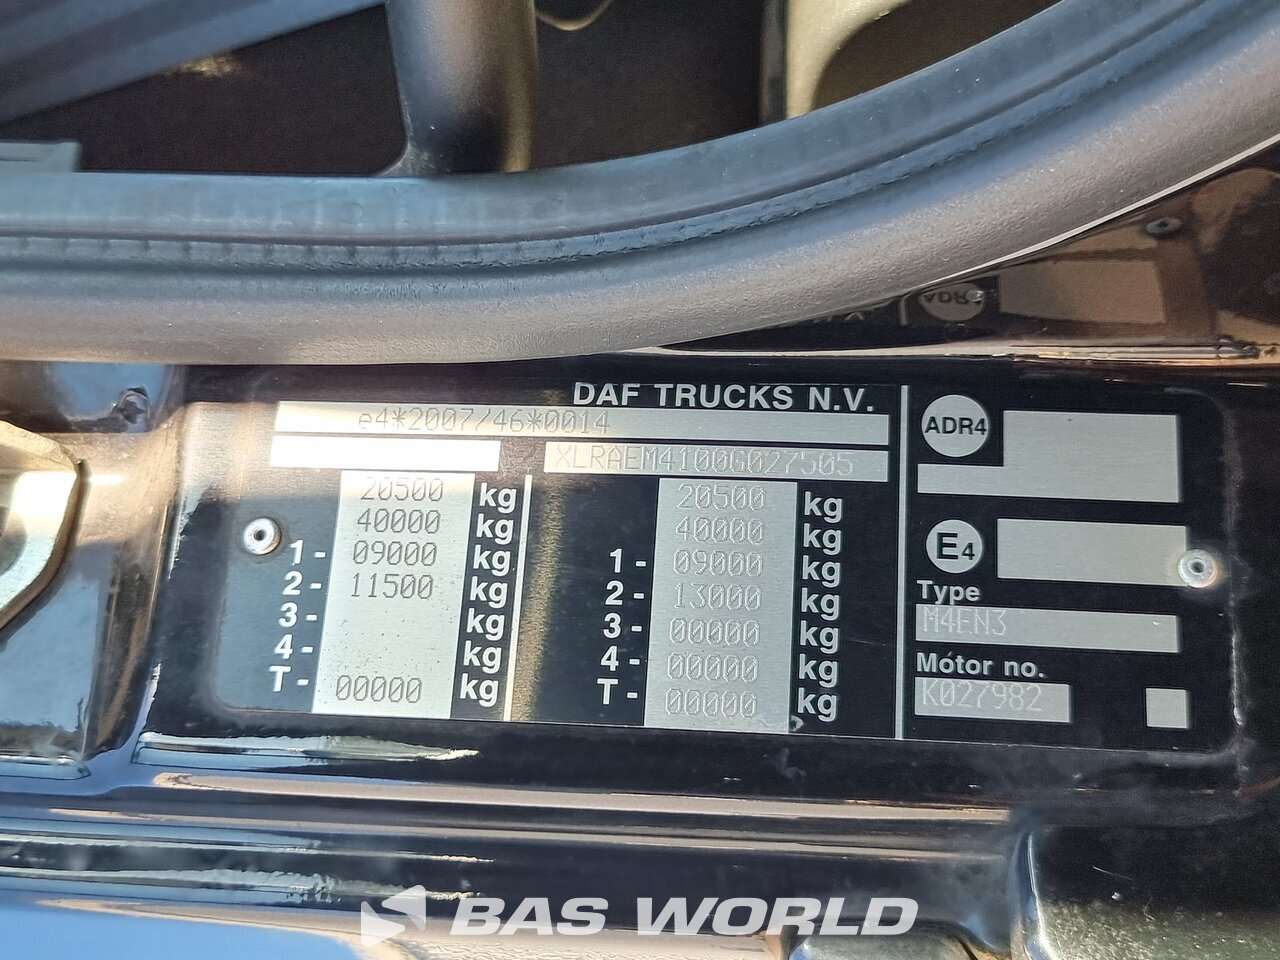 DAF TRUCKS N.V.
e4*2007/46*0014
XLRAEM4100G027505
20500 kg
40000 kg
1- 09000 kg
2- 11500 kg
3- kg
4- kg
T- 00000 kg
20500 kg
40000 kg
1- 09000 kg
2- 13000 kg
3- 00000 kg
4- 00000 kg
T- 00000 kg
ADR4
E4
Type
M4EN3
Mótor no.
K027982
BAS WORLD